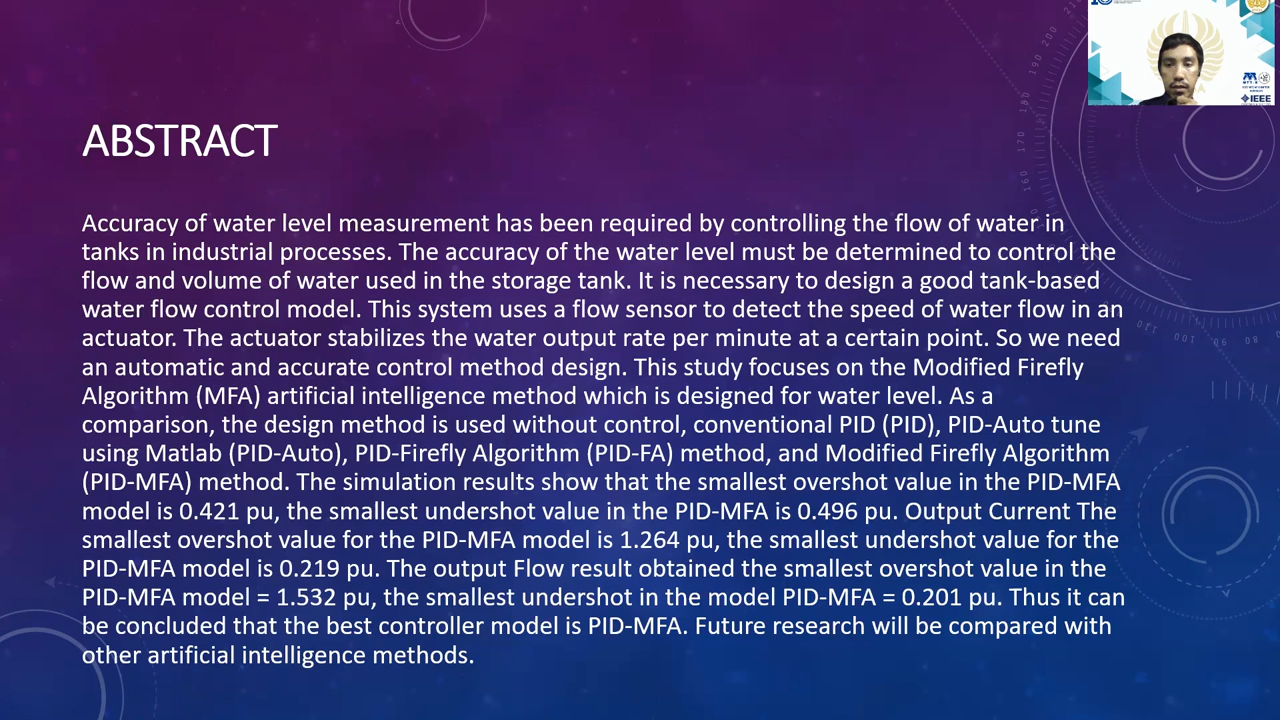 ABSTRACT
Accuracy of water level measurement has been required by controlling the flow of water in
tanks in industrial processes. The accuracy of the water level must be determined to control the
flow and volume of water used in the storage tank. It is necessary to design a good tank-based
water flow control model. This system uses a flow sensor to detect the speed of water flow in an
actuator. The actuator stabilizes the water output rate per minute at a certain point. So we need
an automatic and accurate control method design. This study focuses on the Modified Firefly
Algorithm (MFA) artificial intelligence method which is designed for water level. As a
comparison, the design method is used without control, conventional PID (PID), PID-Auto tune
using Matlab (PID-Auto), PID-Firefly Algorithm (PID-FA) method, and Modified Firefly Algorithm
(PID-MFA) method. The simulation results show that the smallest overshot value in the PID-MFA
model is 0.421 pu, the smallest undershot value in the PID-MFA is 0.496 pu. Output Current The
smallest overshot value for the PID-MFA model is 1.264 pu, the smallest undershot value for the
PID-MFA model is 0.219 pu. The output Flow result obtained the smallest overshot value in the
PID-MFA model = 1.532 pu, the smallest undershot in the model PID-MFA = 0.201 pu. Thus it can
be concluded that the best controller model is PID-MFA. Future research will be compared with
other artificial intelligence methods.
IEEE
200
190
180
170
160
110
100
90
80